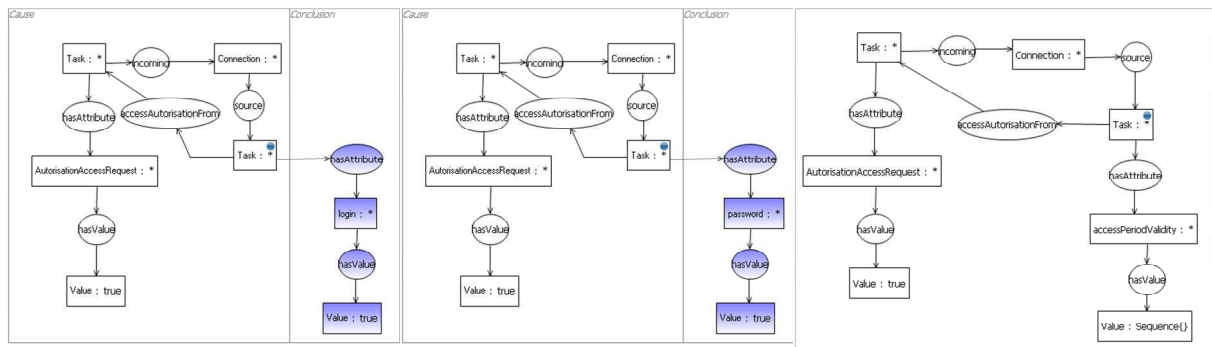 Cause
Conclusion
Task : *
incoming
Connection : *
hasAttribute
accessAutorisationFrom
source
Task : *
hasAttribute
AutorisationAccessRequest : *
login : *
hasValue
hasValue
Value : true
Value : true
Cause
Conclusion
Task : *
incoming
Connection : *
hasAttribute
accessAutorisationFrom
source
Task : *
hasAttribute
AutorisationAccessRequest : *
password : *
hasValue
hasValue
Value : true
Value : true
Task : *
incoming
Connection : *
source
hasAttribute
accessAutorisationFrom
Task : *
AutorisationAccessRequest : *
hasAttribute
hasValue
accessPeriodValidity : *
Value : true
hasValue
Value : Sequence{}